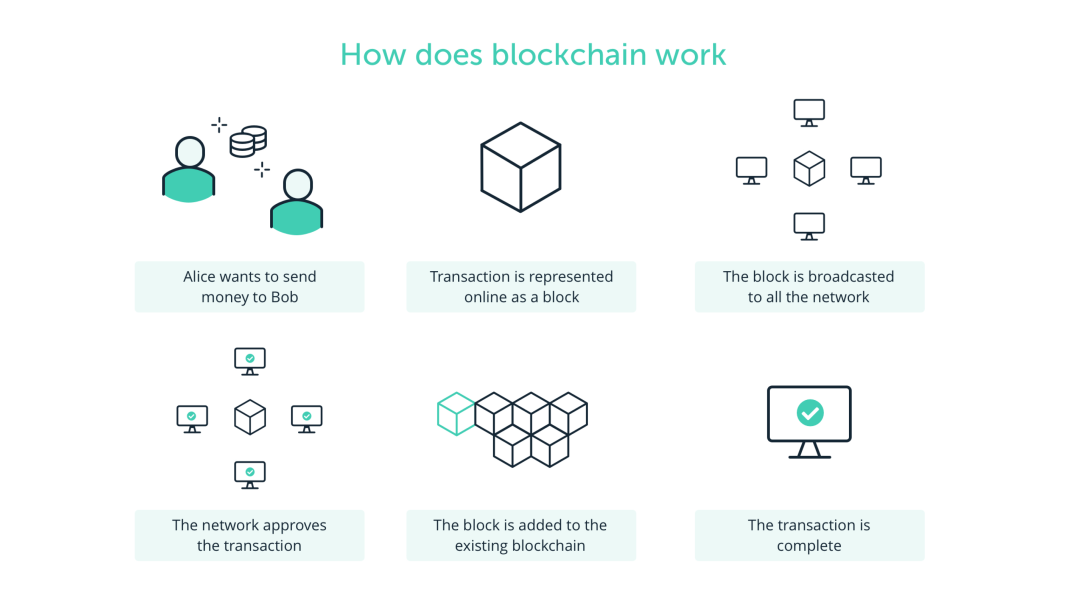 How does blockchain work
Alice wants to send
money to Bob
Transaction is represented
online as a block
The block is broadcasted
to all the network
The network approves
the transaction
The block is added to the
existing blockchain
The transaction is
complete